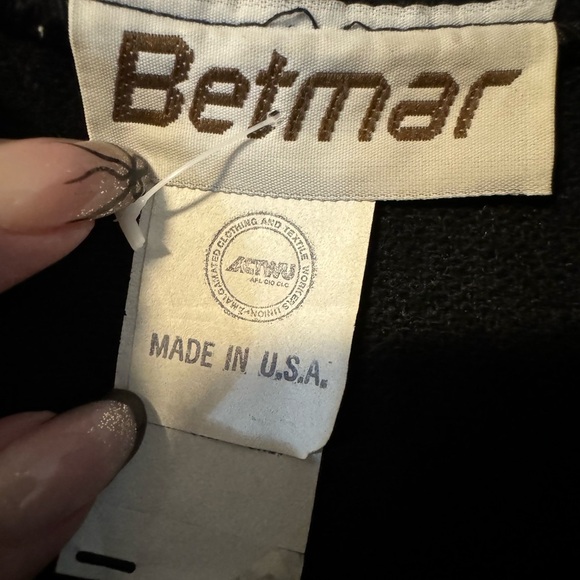 Betmar
AMALGAMATED CLOTHING AND TEXTILE WORKERS UNION
ACTWU
AFL CIO CLC
MADE IN U.S.A.